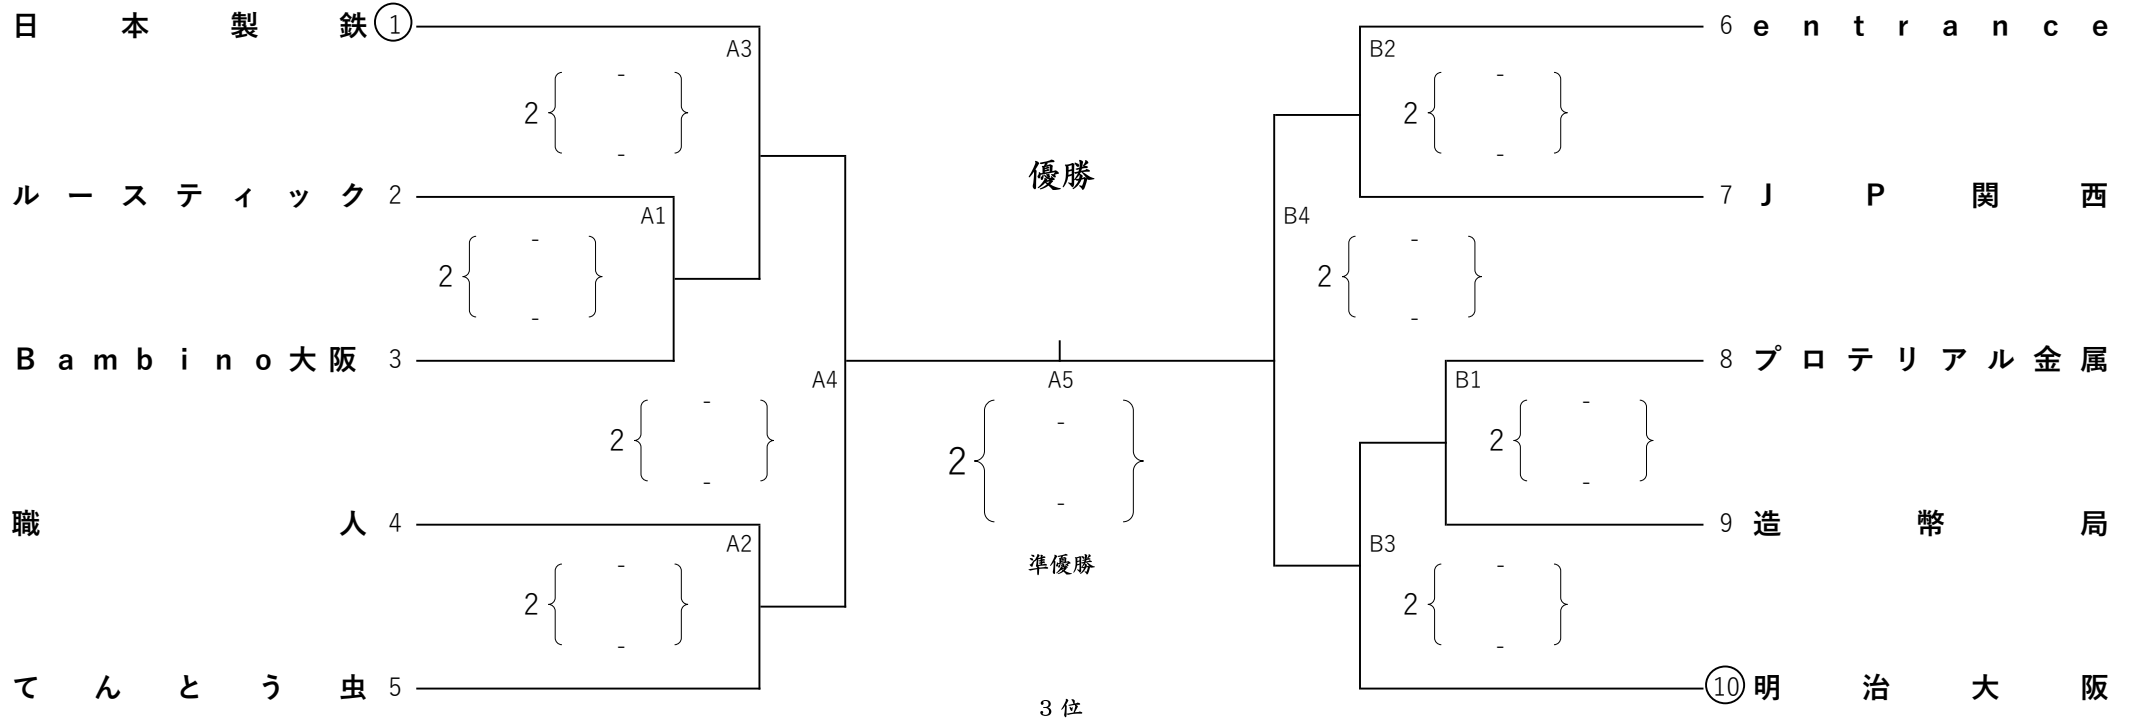 日本製鉄 ① 6 entrance
A3 B2
2 - - 2 - -
優勝
ルースティック 2 7 JP関西
A1 B4
2 - - 2 - -
Bambino大阪 3 8 プロテリアル金属
A4 A5 B1
2 - - 2 - - 2 - -
職人 4 9 造幣局
A2 B3
準優勝
2 - - 2 - -
てんとう虫 5 ⑩ 明治大阪
3 位